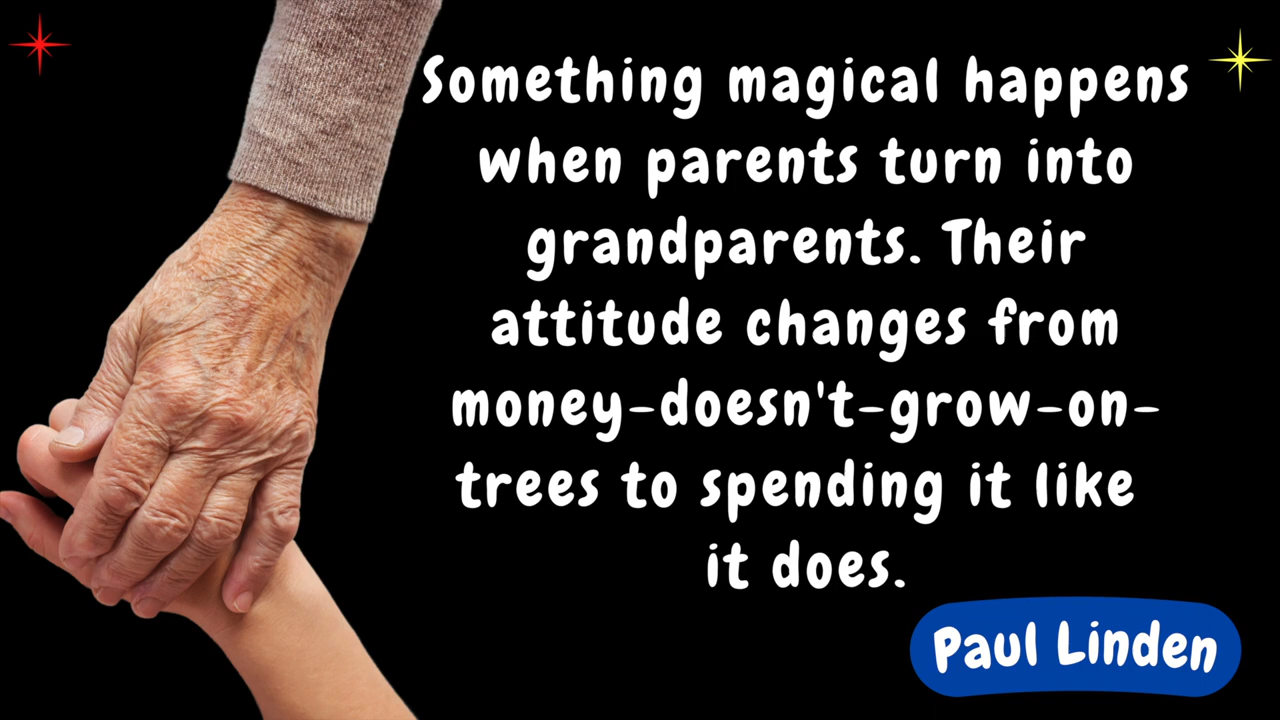 Something magical happens
when parents turn into
grandparents. Their
attitude changes from
money-doesn't-grow-on-
trees to spending it like
it does.
Paul Linden